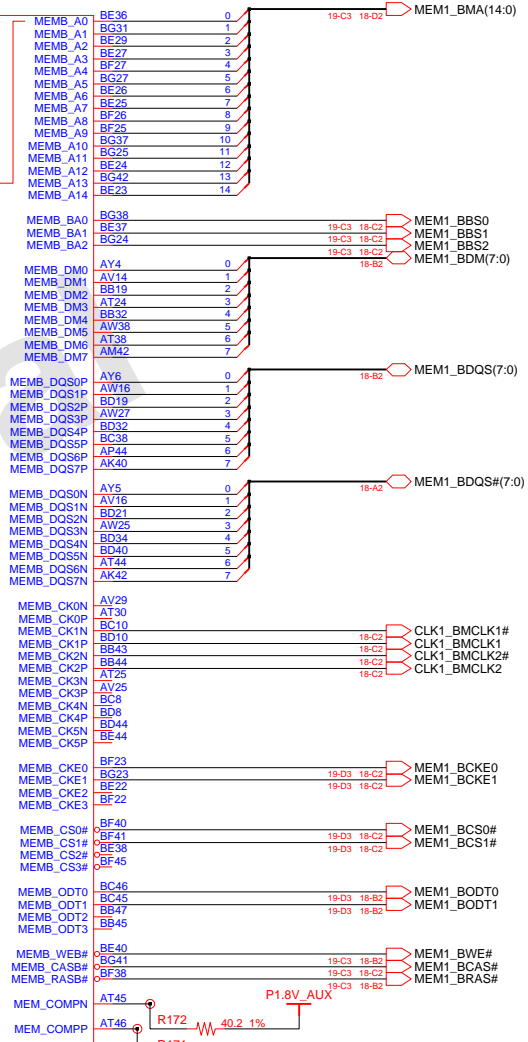 MEMB_A0 BE36 0 19-C3 18-D2 MEM1_BMA(14:0)
MEMB_A1 BG31 1
MEMB_A2 BE29 2
MEMB_A3 BE27 3
MEMB_A4 BF27 4
MEMB_A5 BG27 5
MEMB_A6 BE26 6
MEMB_A7 BE25 7
MEMB_A8 BF26 8
MEMB_A9 BF25 9
MEMB_A10 BG37 10
MEMB_A11 BG25 11
MEMB_A12 BE24 12
MEMB_A13 BG42 13
MEMB_A14 BE23 14
MEMB_BA0 BG38 19-C3 18-C2 MEM1_BBS0
MEMB_BA1 BE37 19-C3 18-C2 MEM1_BBS1
MEMB_BA2 BG24 19-C3 18-C2 MEM1_BBS2
MEMB_DM0 AY4 0 18-B2 MEM1_BDM(7:0)
MEMB_DM1 AV14 1
MEMB_DM2 BB19 2
MEMB_DM3 AT24 3
MEMB_DM4 BB32 4
MEMB_DM5 AW38 5
MEMB_DM6 AT38 6
MEMB_DM7 AM42 7
MEMB_DQS0P AY6 0 18-B2 MEM1_BDQS(7:0)
MEMB_DQS1P AW16 1
MEMB_DQS2P BD19 2
MEMB_DQS3P AW27 3
MEMB_DQS4P BD32 4
MEMB_DQS5P BC38 5
MEMB_DQS6P AP44 6
MEMB_DQS7P AK40 7
MEMB_DQS0N AY5 0 18-A2 MEM1_BDQS#(7:0)
MEMB_DQS1N AV16 1
MEMB_DQS2N BD21 2
MEMB_DQS3N AW25 3
MEMB_DQS4N BD34 4
MEMB_DQS5N BD40 5
MEMB_DQS6N AT44 6
MEMB_DQS7N AK42 7
MEMB_CK0N AV29
MEMB_CK0P AT30
MEMB_CK1N BC10 18-C2 CLK1_BMCLK1#
MEMB_CK1P BD10 18-C2 CLK1_BMCLK1
MEMB_CK2N BB43 18-C2 CLK1_BMCLK2#
MEMB_CK2P BB44 18-C2 CLK1_BMCLK2
MEMB_CK3N AT25
MEMB_CK3P AV25
MEMB_CK4N BC8
MEMB_CK4P BD8
MEMB_CK5N BD44
MEMB_CK5P BE44
MEMB_CKE0 BF23 19-D3 18-C2 MEM1_BCKE0
MEMB_CKE1 BG23 19-D3 18-C2 MEM1_BCKE1
MEMB_CKE2 BE22
MEMB_CKE3 BF22
MEMB_CS0# BF40 19-D3 18-C2 MEM1_BCS0#
MEMB_CS1# BF41 19-D3 18-C2 MEM1_BCS1#
MEMB_CS2# BE38
MEMB_CS3# BF45
MEMB_ODT0 BC46 19-D3 18-B2 MEM1_BODT0
MEMB_ODT1 BC45 19-D3 18-B2 MEM1_BODT1
MEMB_ODT2 BB47
MEMB_ODT3 BB45
MEMB_WEB# BE40 19-C3 18-B2 MEM1_BWE#
MEMB_CASB# BG41 19-C3 18-C2 MEM1_BCAS#
MEMB_RASB# BF38 19-C3 18-B2 MEM1_BRAS#
P1.8V_AUX
MEM_COMPN AT45
R172 40.2 1%
MEM_COMPP AT46